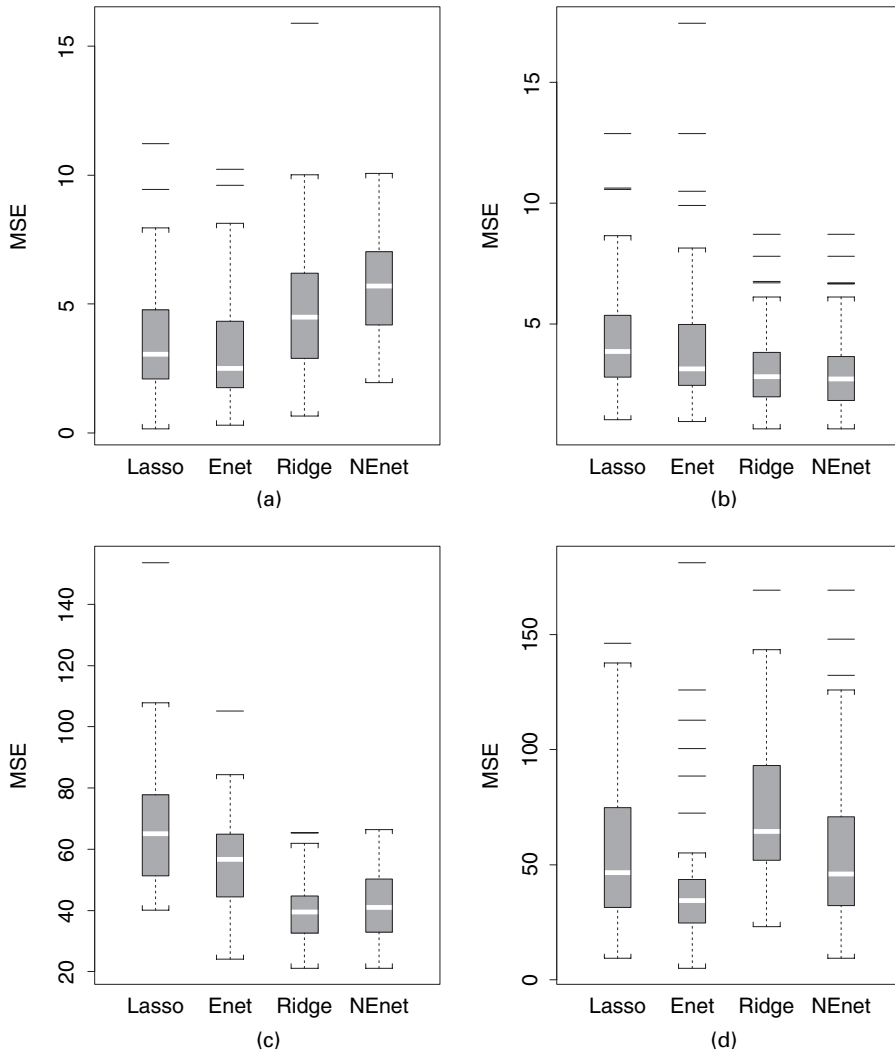 MSE
15
10
5
0
Lasso Enet Ridge NEnet
(a)
MSE
15
10
5
Lasso Enet Ridge NEnet
(b)
MSE
140
120
100
80
60
40
20
Lasso Enet Ridge NEnet
(c)
MSE
150
100
50
0
Lasso Enet Ridge NEnet
(d)